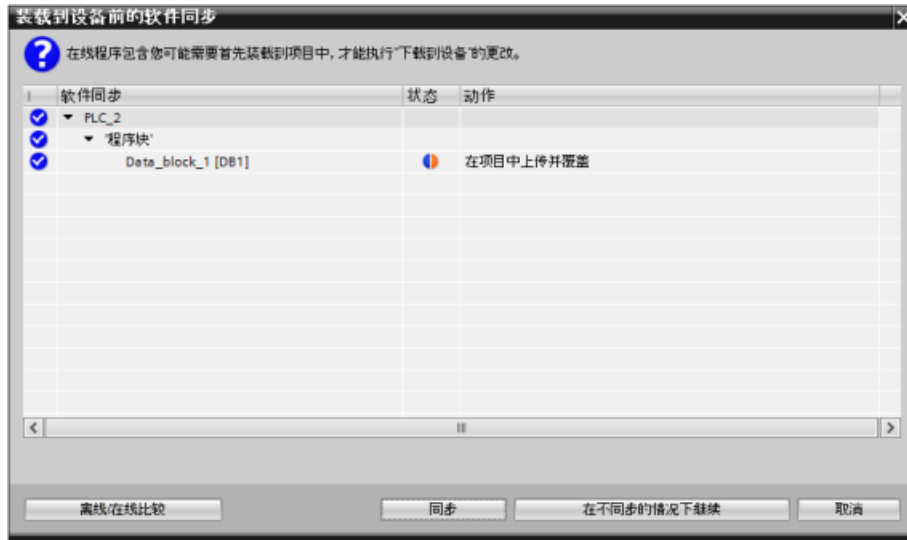 装载到设备前的软件同步
在线程序包含您可能需要首先装载到项目中，才能执行"下载到设备"的更改。
! 软件同步 状态 动作
PLC_2
"程序块"
Data_block_1 [DB1] 在项目中上传并覆盖
离线/在线比较 同步 在不同步的情况下继续 取消